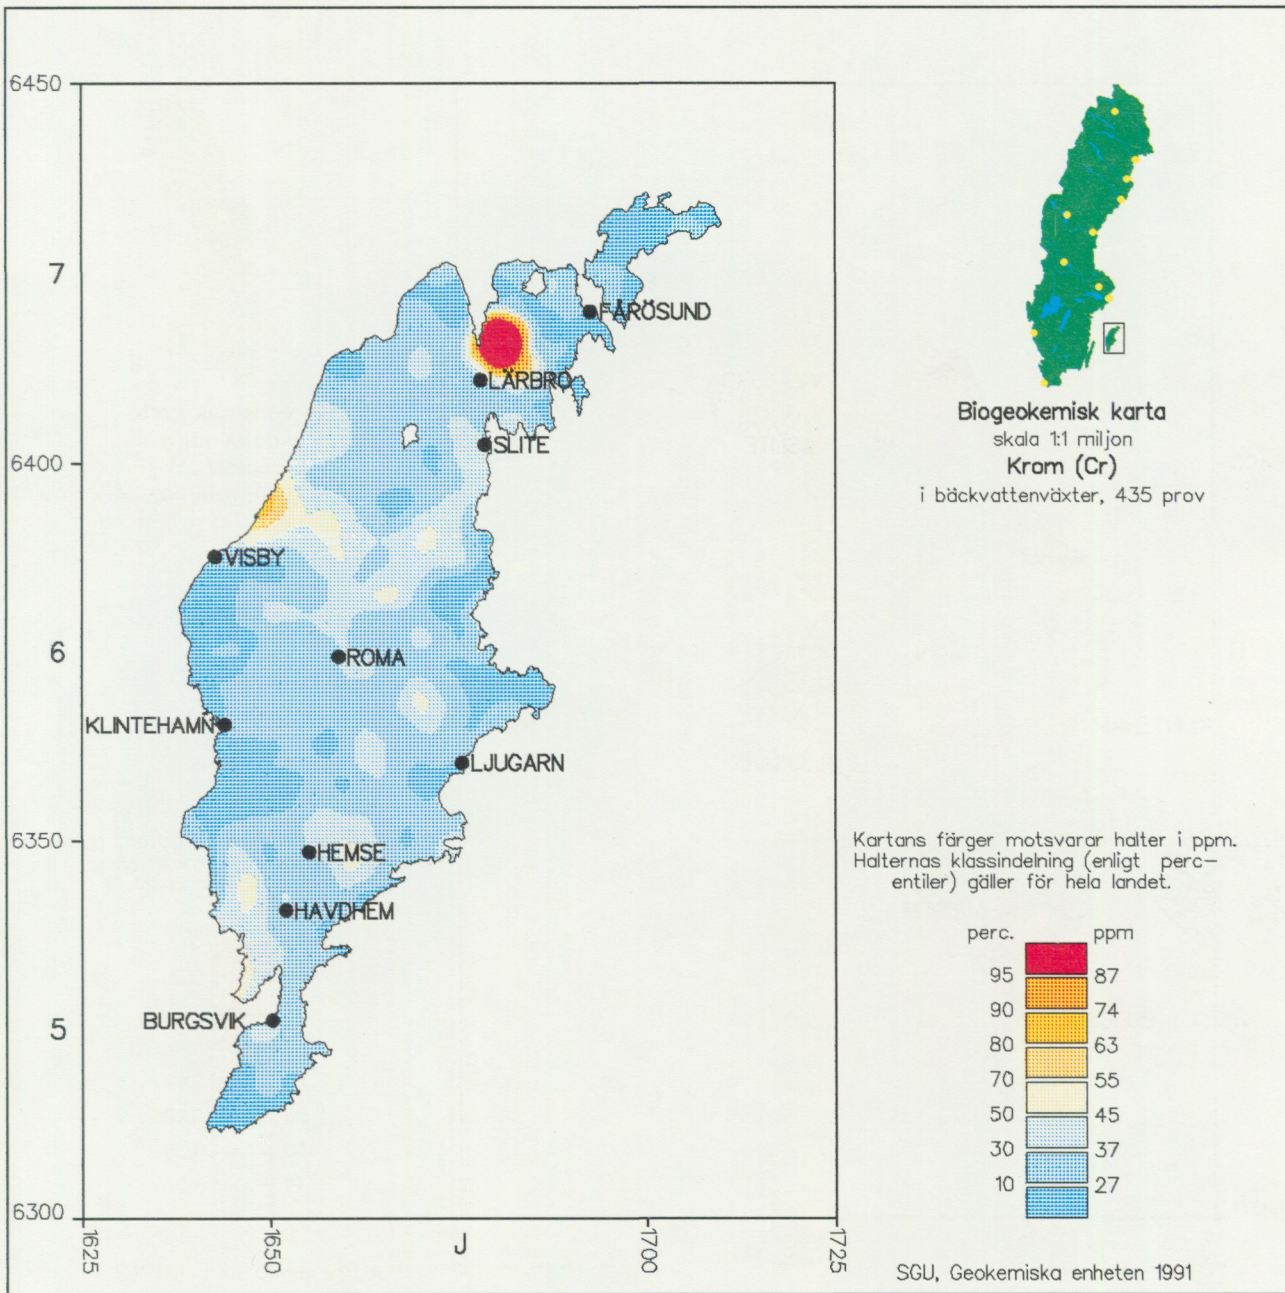 6450
7
FÅRÖSUND
LÄRBRO
SLITE
6400
VISBY
ROMA
6
KLINTEHAMN
LJUGARN
6350
HEMSE
HAVDHEM
BURGSVIK
5
6300
1625
1650
J
1700
1725
Biogeokemisk karta
skala 1:1 miljon
Krom (Cr)
i bäckvattenväxter, 435 prov
Kartans färger motsvarar halter i ppm.
Halternas klassindelning (enligt perc-
entiler) gäller för hela landet.
perc. ppm
95 87
90 74
80 63
70 55
50 45
30 37
10 27
SGU, Geokemiska enheten 1991